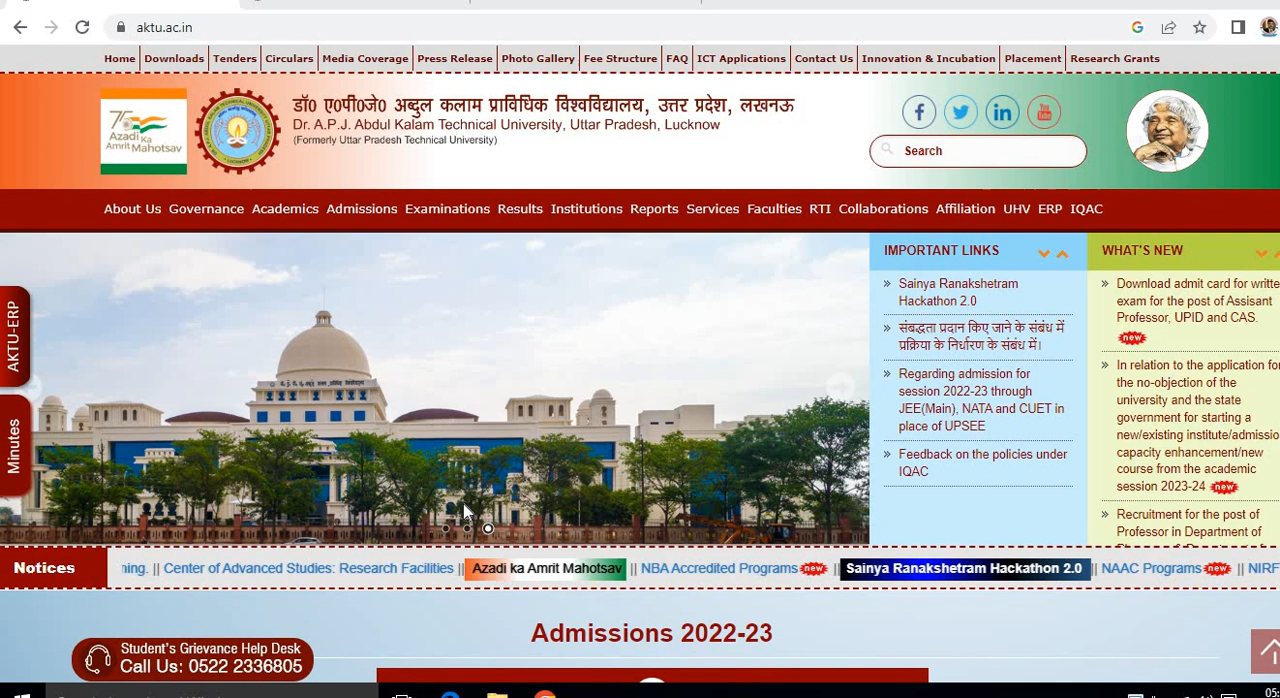 aktu.ac.in
Home Downloads Tenders Circulars Media Coverage Press Release Photo Gallery Fee Structure FAQ ICT Applications Contact Us Innovation & Incubation Placement Research Grants
75
Azadi Ka
Amrit Mahotsav
डॉ0 ए0पी0जे0 अब्दुल कलाम प्राविधिक विश्वविद्यालय, उत्तर प्रदेश, लखनऊ
Dr. A.P.J. Abdul Kalam Technical University, Uttar Pradesh, Lucknow
(Formerly Uttar Pradesh Technical University)
You
Tube
Search
About Us Governance Academics Admissions Examinations Results Institutions Reports Services Faculties RTI Collaborations Affiliation UHV ERP IQAC
AKTU-ERP
Minutes
IMPORTANT LINKS
» Sainya Ranakshetram
Hackathon 2.0
» संबद्धता प्रदान किए जाने के संबंध में
प्रक्रिया के निर्धारण के संबंध में।
» Regarding admission for
session 2022-23 through
JEE(Main), NATA and CUET in
place of UPSEE
» Feedback on the policies under
IQAC
WHAT'S NEW
» Download admit card for writte
exam for the post of Assisant
Professor, UPID and CAS.
new
» In relation to the application for
the no-objection of the
university and the state
government for starting a
new/existing institute/admissio
capacity enhancement/new
course from the academic
session 2023-24 new
» Recruitment for the post of
Professor in Department of
Notices
ning. || Center of Advanced Studies: Research Facilities || Azadi ka Amrit Mahotsav || NBA Accredited Programs new || Sainya Ranakshetram Hackathon 2.0 || NAAC Programs new || NIRF
Admissions 2022-23
Student's Grievance Help Desk
Call Us: 0522 2336805
05: